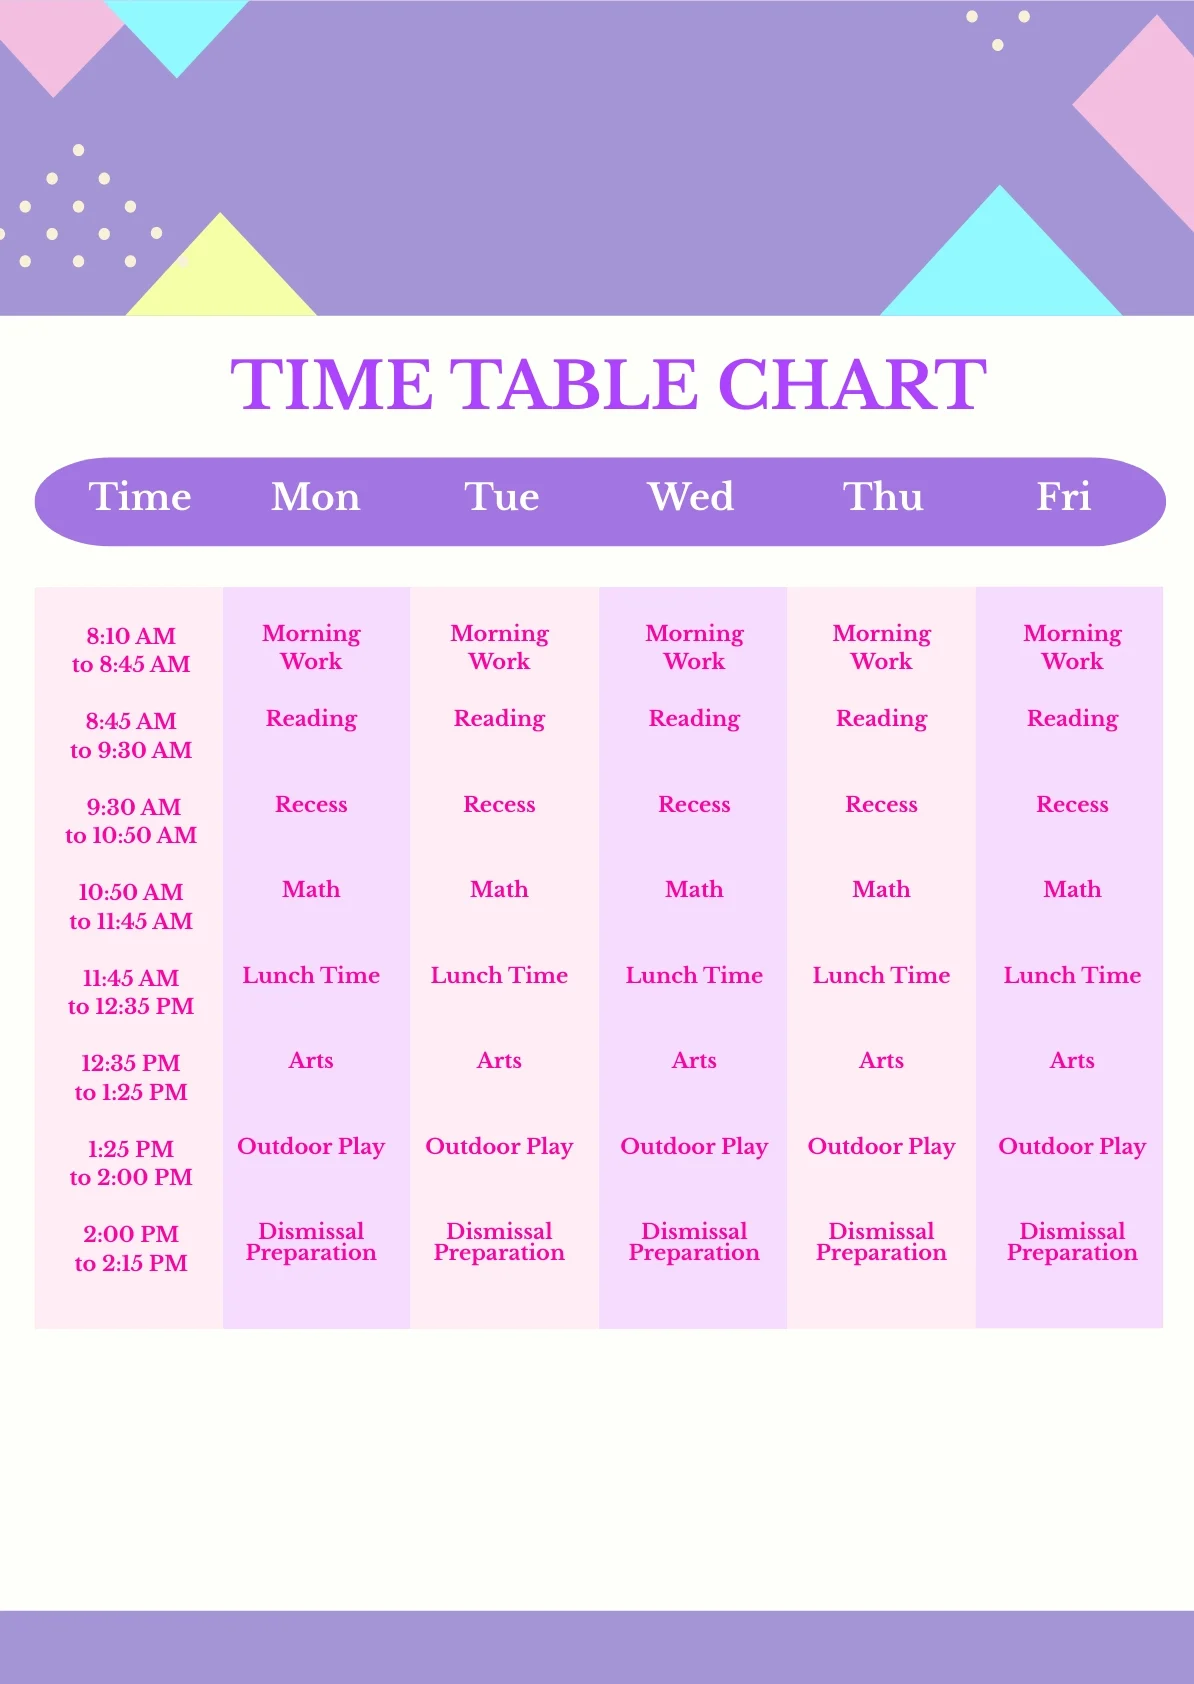 TIME TABLE CHART
Time Mon Tue Wed Thu Fri
8:10 AM Morning Morning Morning Morning Morning
to 8:45 AM Work Work Work Work Work
8:45 AM Reading Reading Reading Reading Reading
to 9:30 AM
9:30 AM Recess Recess Recess Recess Recess
to 10:50 AM
10:50 AM Math Math Math Math Math
to 11:45 AM
11:45 AM Lunch Time Lunch Time Lunch Time Lunch Time Lunch Time
to 12:35 PM
12:35 PM Arts Arts Arts Arts Arts
to 1:25 PM
1:25 PM Outdoor Play Outdoor Play Outdoor Play Outdoor Play Outdoor Play
to 2:00 PM
2:00 PM Dismissal Dismissal Dismissal Dismissal Dismissal
to 2:15 PM Preparation Preparation Preparation Preparation Preparation